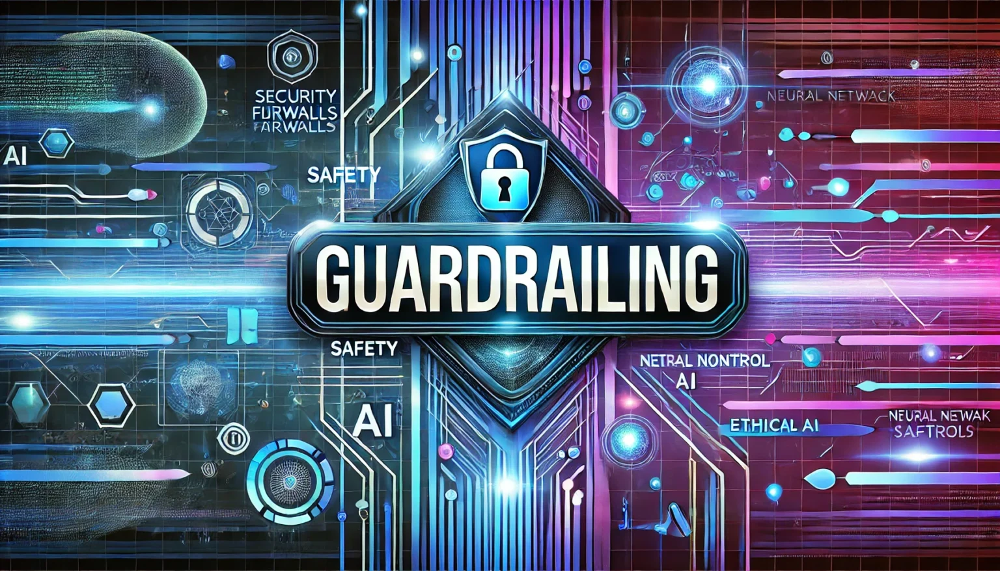 SECURITY
FURWALLS
FARWALLS
NEURAL NETWACK
AI
SAFETY
GUARDRAILING
SAFETY
NETRAL NONTROL
AI
AI
ETHICAL AI
NEURAL NEWAK
SAFTROLS